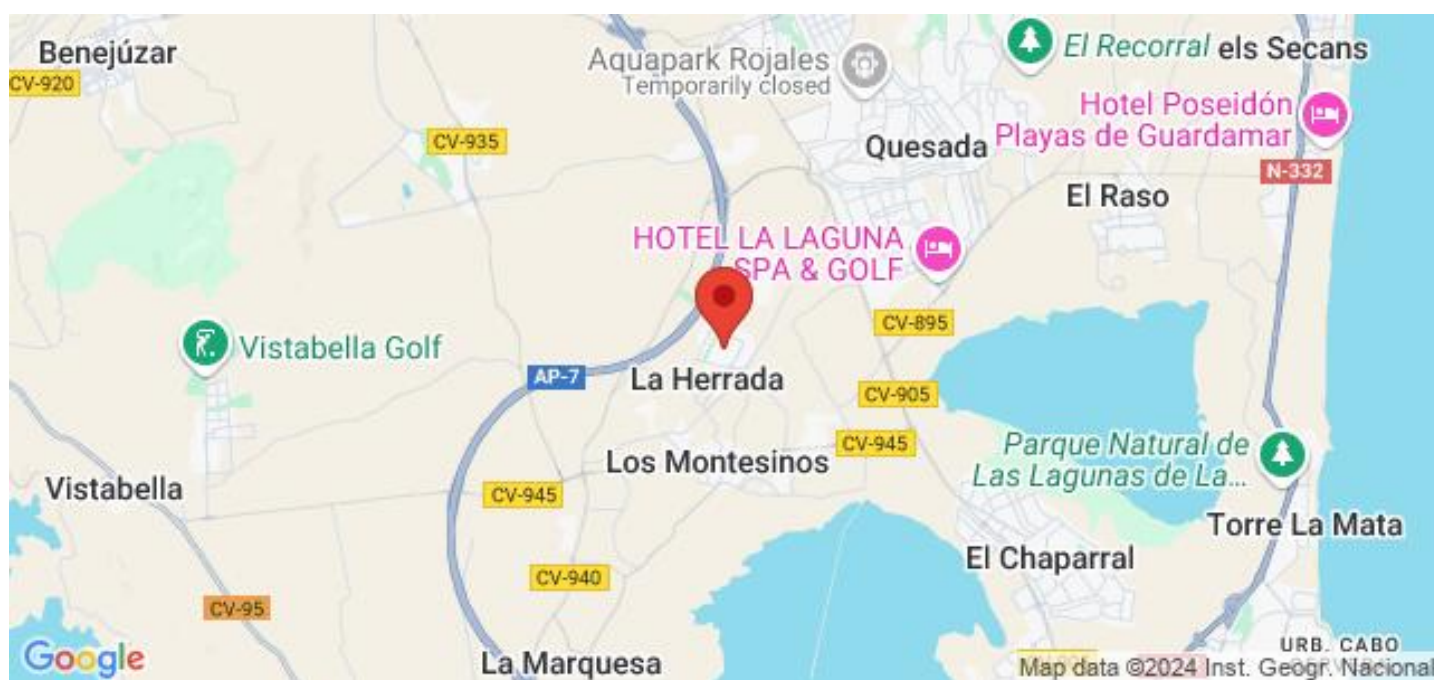 Benejúzar
CV-920
Aquapark Rojales
Temporarily closed
El Recorral
els Secans
Hotel Poseidón
Playas de Guardamar
CV-935
Quesada
N-332
El Raso
HOTEL LA LAGUNA
SPA & GOLF
CV-895
Vistabella Golf
AP-7
La Herrada
CV-905
CV-945
Parque Natural de
Las Lagunas de La...
Los Montesinos
Vistabella
CV-945
Torre La Mata
El Chaparral
CV-940
CV-95
URB. CABO
Google
La Marquesa
Map data ©2024 Inst. Geogr. Nacional